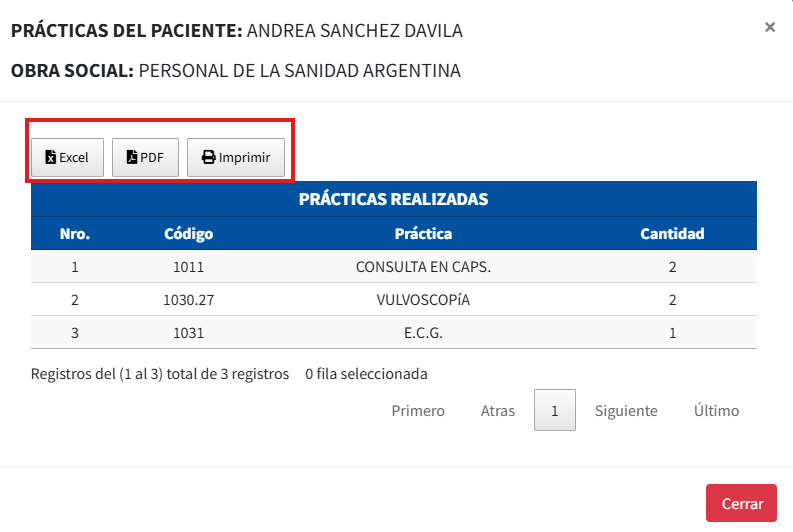 PRÁCTICAS DEL PACIENTE: ANDREA SANCHEZ DAVILA
×
OBRA SOCIAL: PERSONAL DE LA SANIDAD ARGENTINA
Excel PDF Imprimir
PRÁCTICAS REALIZADAS
Nro. Código Práctica Cantidad
1 1011 CONSULTA EN CAPS. 2
2 1030.27 VULVOSCOPÍA 2
3 1031 E.C.G. 1
Registros del (1 al 3) total de 3 registros 0 fila seleccionada
Primero Atras 1 Siguiente Último
Cerrar